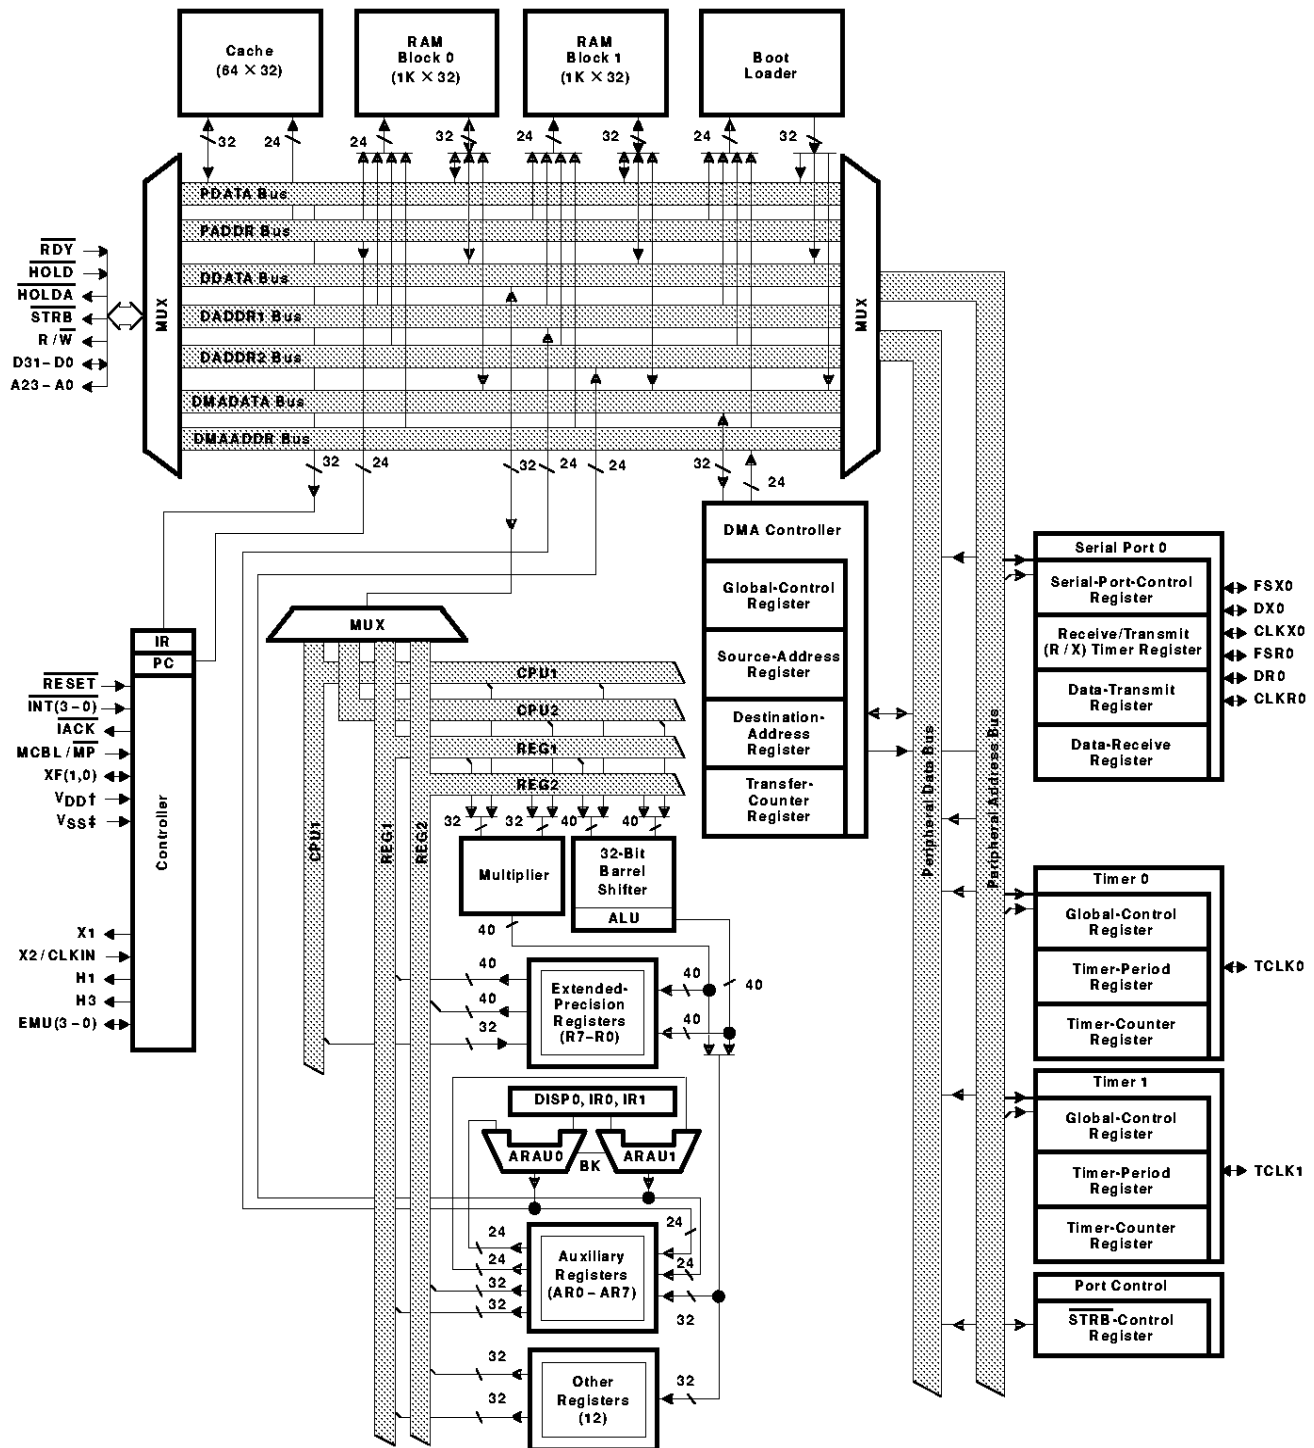 Cache
(64 × 32)
RAM
Block 0
(1K × 32)
RAM
Block 1
(1K × 32)
Boot
Loader
32
24
24
32
24
32
24
32
PDATA Bus
PADDR Bus
DDATA Bus
DADDR1 Bus
DADDR2 Bus
DMADATA Bus
DMAADDR Bus
MUX
MUX
RDY
HOLD
HOLDA
STRB
R/W
D31–D0
A23–A0
32
24
32
24
24
32
24
DMA Controller
Global-Control
Register
Source-Address
Register
Destination-
Address
Register
Transfer-
Counter
Register
Peripheral Data Bus
Peripheral Address Bus
Serial Port 0
Serial-Port-Control
Register
Receive/Transmit
(R/X) Timer Register
Data-Transmit
Register
Data-Receive
Register
FSX0
DX0
CLKX0
FSR0
DR0
CLKR0
IR
PC
Controller
RESET
INT(3–0)
IACK
MCBL/MP
XF(1,0)
VDD†
VSS‡
X1
X2/CLKIN
H1
H3
EMU(3–0)
MUX
CPU1
CPU2
REG1
REG2
CPU1
REG1
REG2
32
32
40
40
Multiplier
32-Bit
Barrel
Shifter
ALU
40
40
40
40
32
Extended-
Precision
Registers
(R7–R0)
40
40
40
DISP0, IR0, IR1
ARAU0
BK
ARAU1
24
24
32
32
Auxiliary
Registers
(AR0–AR7)
24
24
32
32
32
Other
Registers
(12)
32
Timer 0
Global-Control
Register
Timer-Period
Register
Timer-Counter
Register
TCLK0
Timer 1
Global-Control
Register
Timer-Period
Register
Timer-Counter
Register
TCLK1
Port Control
STRB-Control
Register